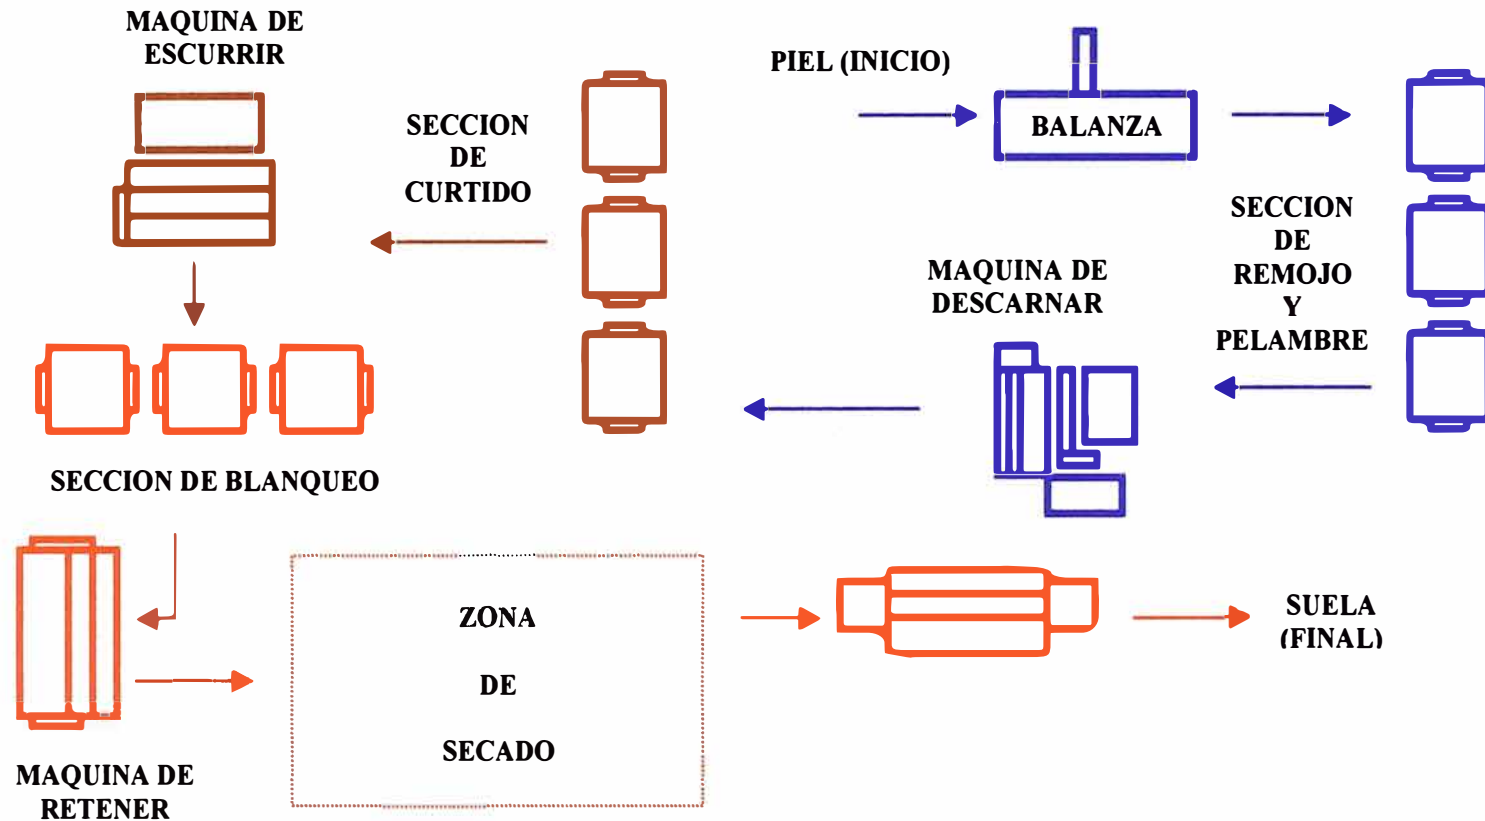 MAQUINA DE
ESCURRIR
SECCION
DE
CURTIDO
PIEL (INICIO)
BALANZA
SECCION
DE
REMOJO
Y
PELAMBRE
MAQUINA DE
DESCARNAR
SECCION DE BLANQUEO
MAQUINA DE
RETENER
ZONA
DE
SECADO
SUELA
(FINAL)